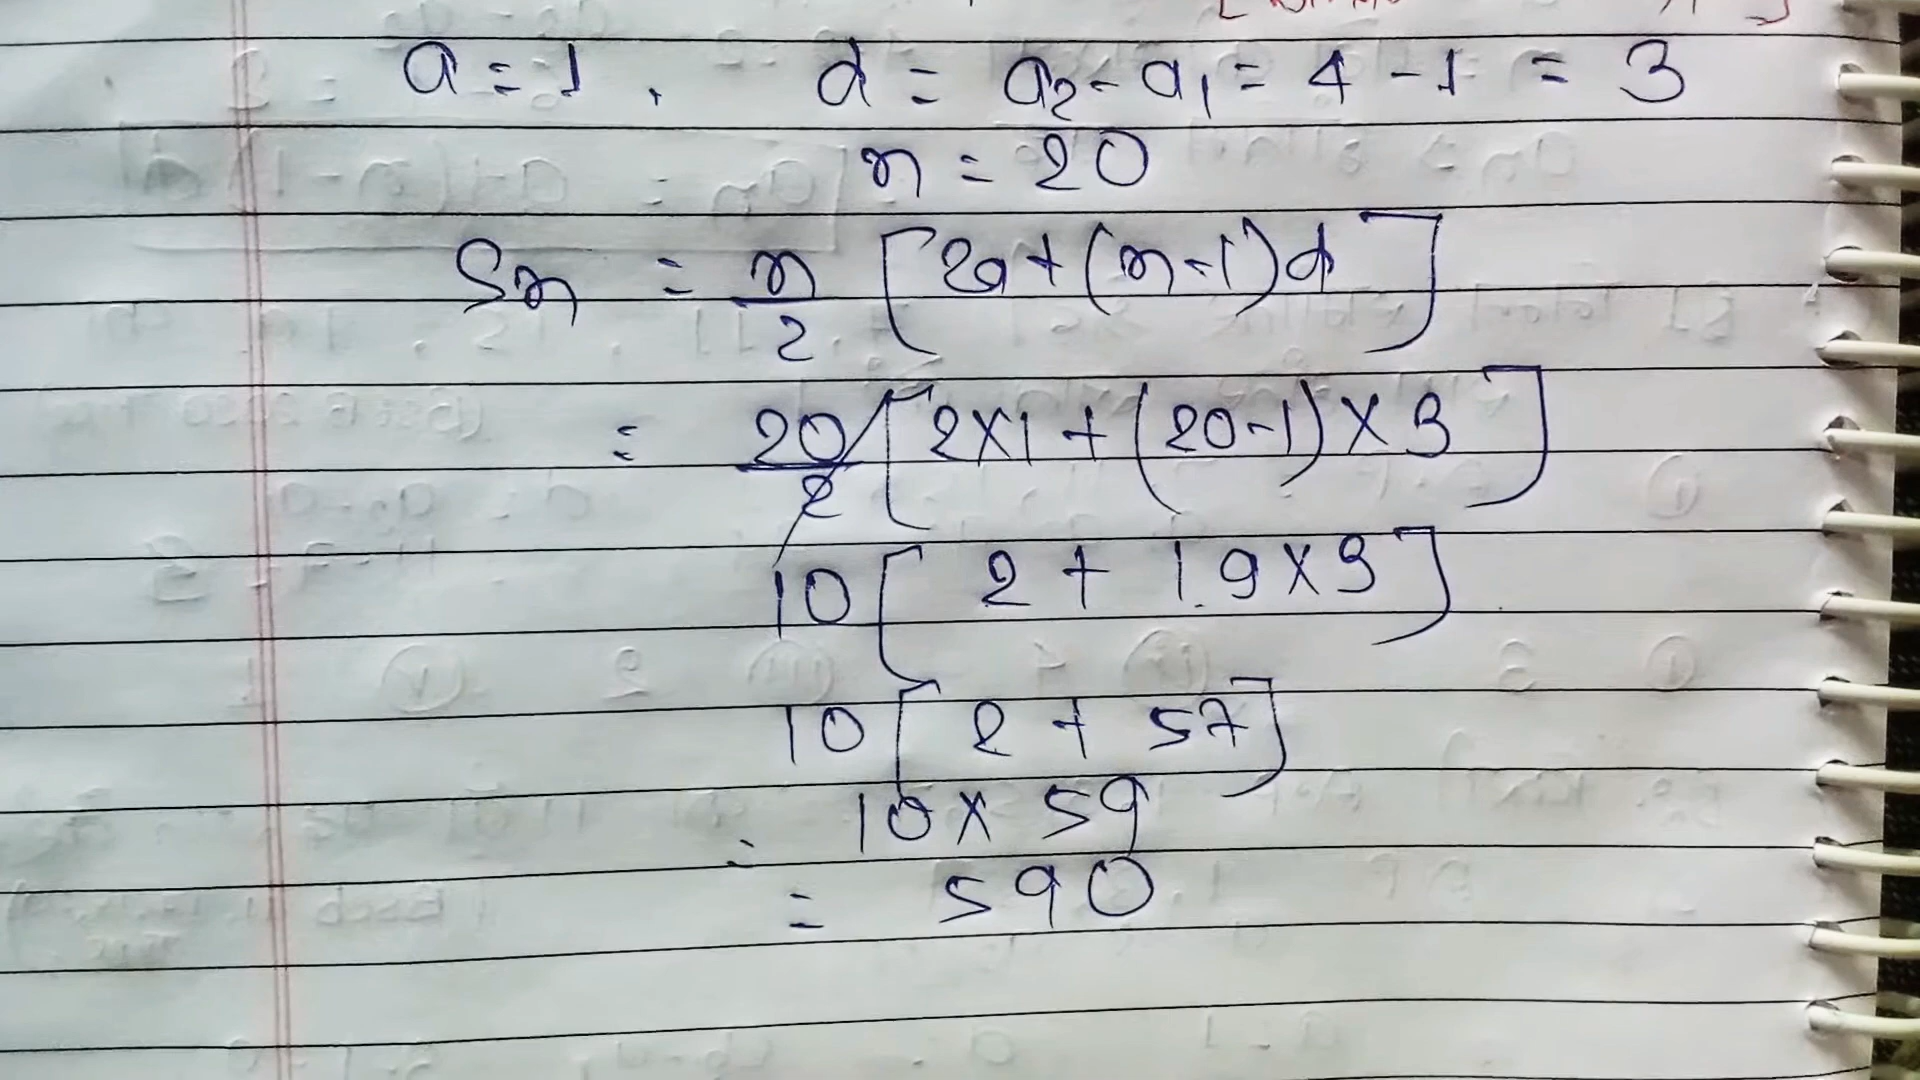 a = 1 , d = a₂ - a₁ = 4 - 1 = 3
n = 20
Sn = n/2 [2a + (n-1)d]
= 20/2 [2×1 + (20-1)×3]
10 [2 + 19×3]
10 [2 + 57]
= 10 × 59
= 590